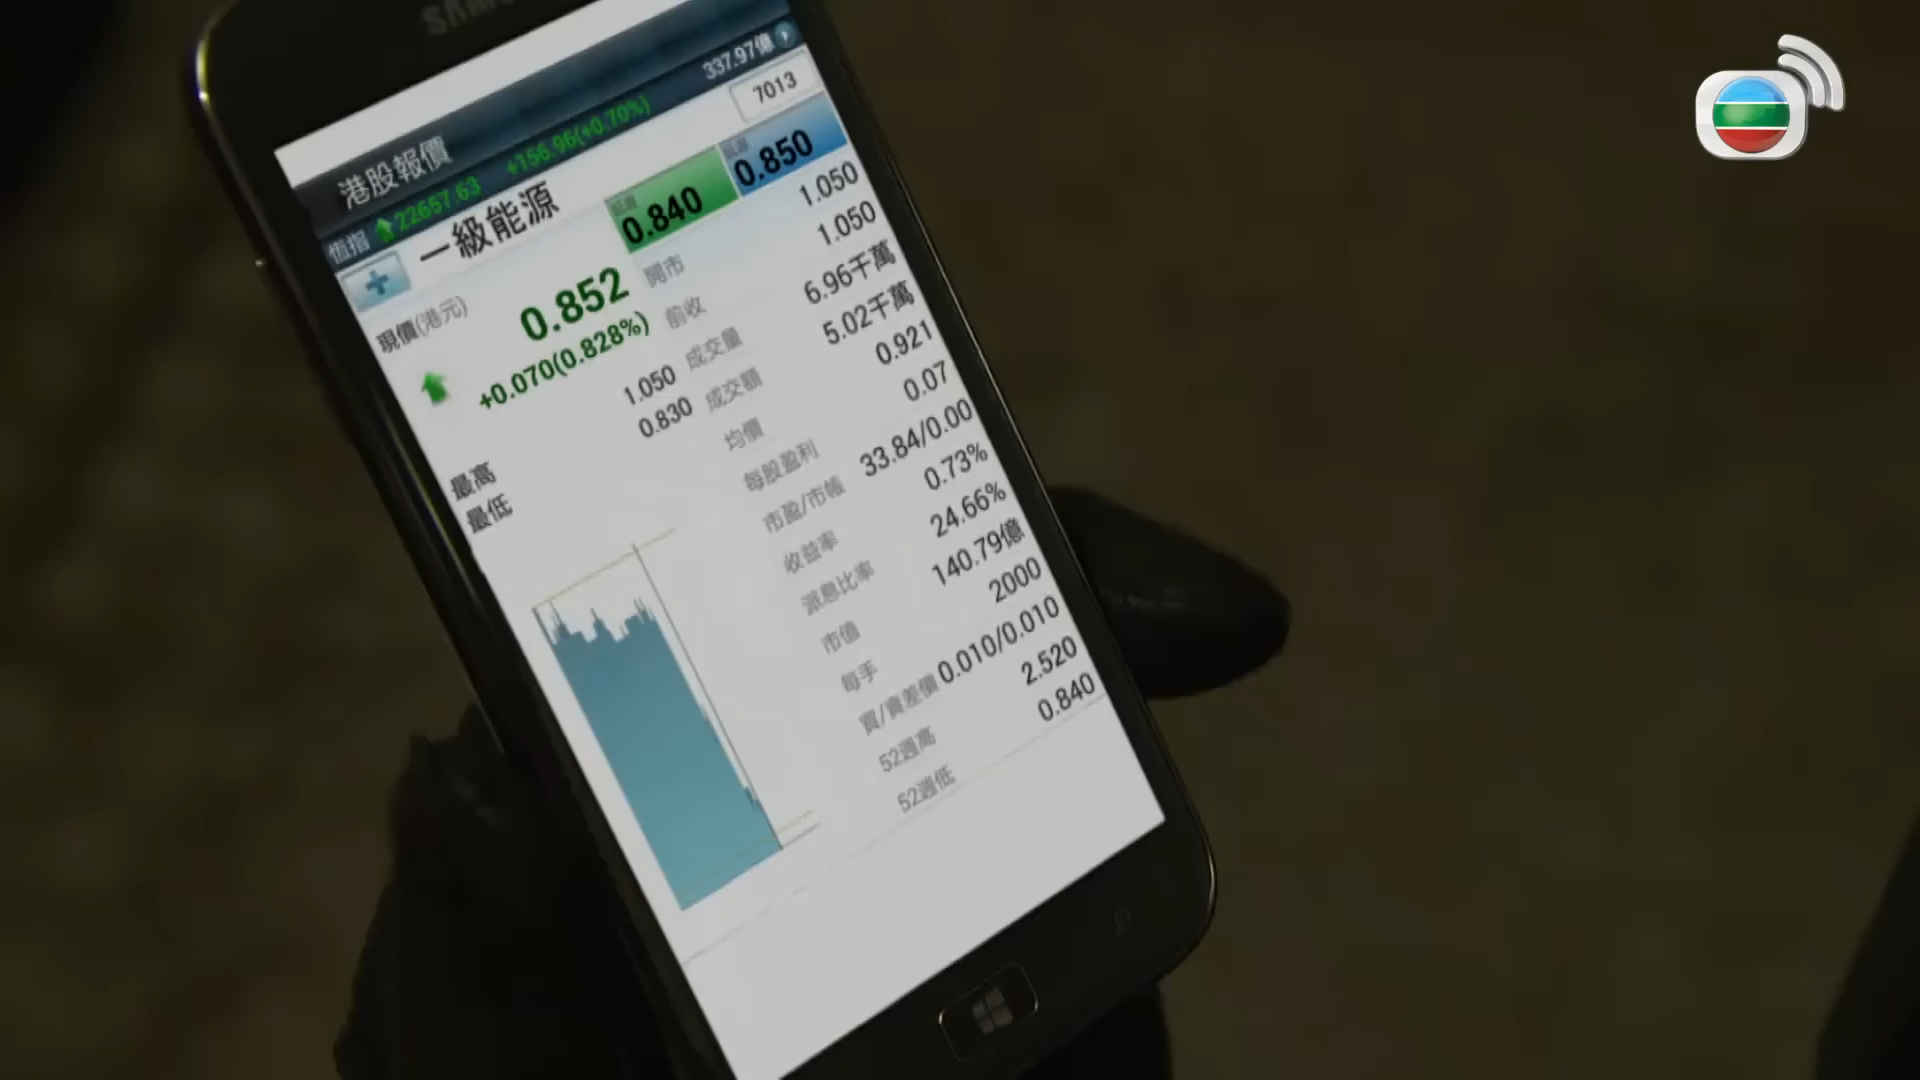 SAM
港股報價
恒指 22657.63 +156.96(+0.70%) 337.97億
一級能源
7013
0.840
0.850
現價(港元)
0.852
+0.070(0.828%)
最高 1.050
最低 0.830
開市 1.050
前收 1.050
成交量 6.96千萬
成交額 5.02千萬
均價 0.921
每股盈利 0.07
市盈/市帳 33.84/0.00
收益率 0.73%
派息比率 24.66%
市值 140.79億
每手 2000
買/賣差價 0.010/0.010
52週高 2.520
52週低 0.840